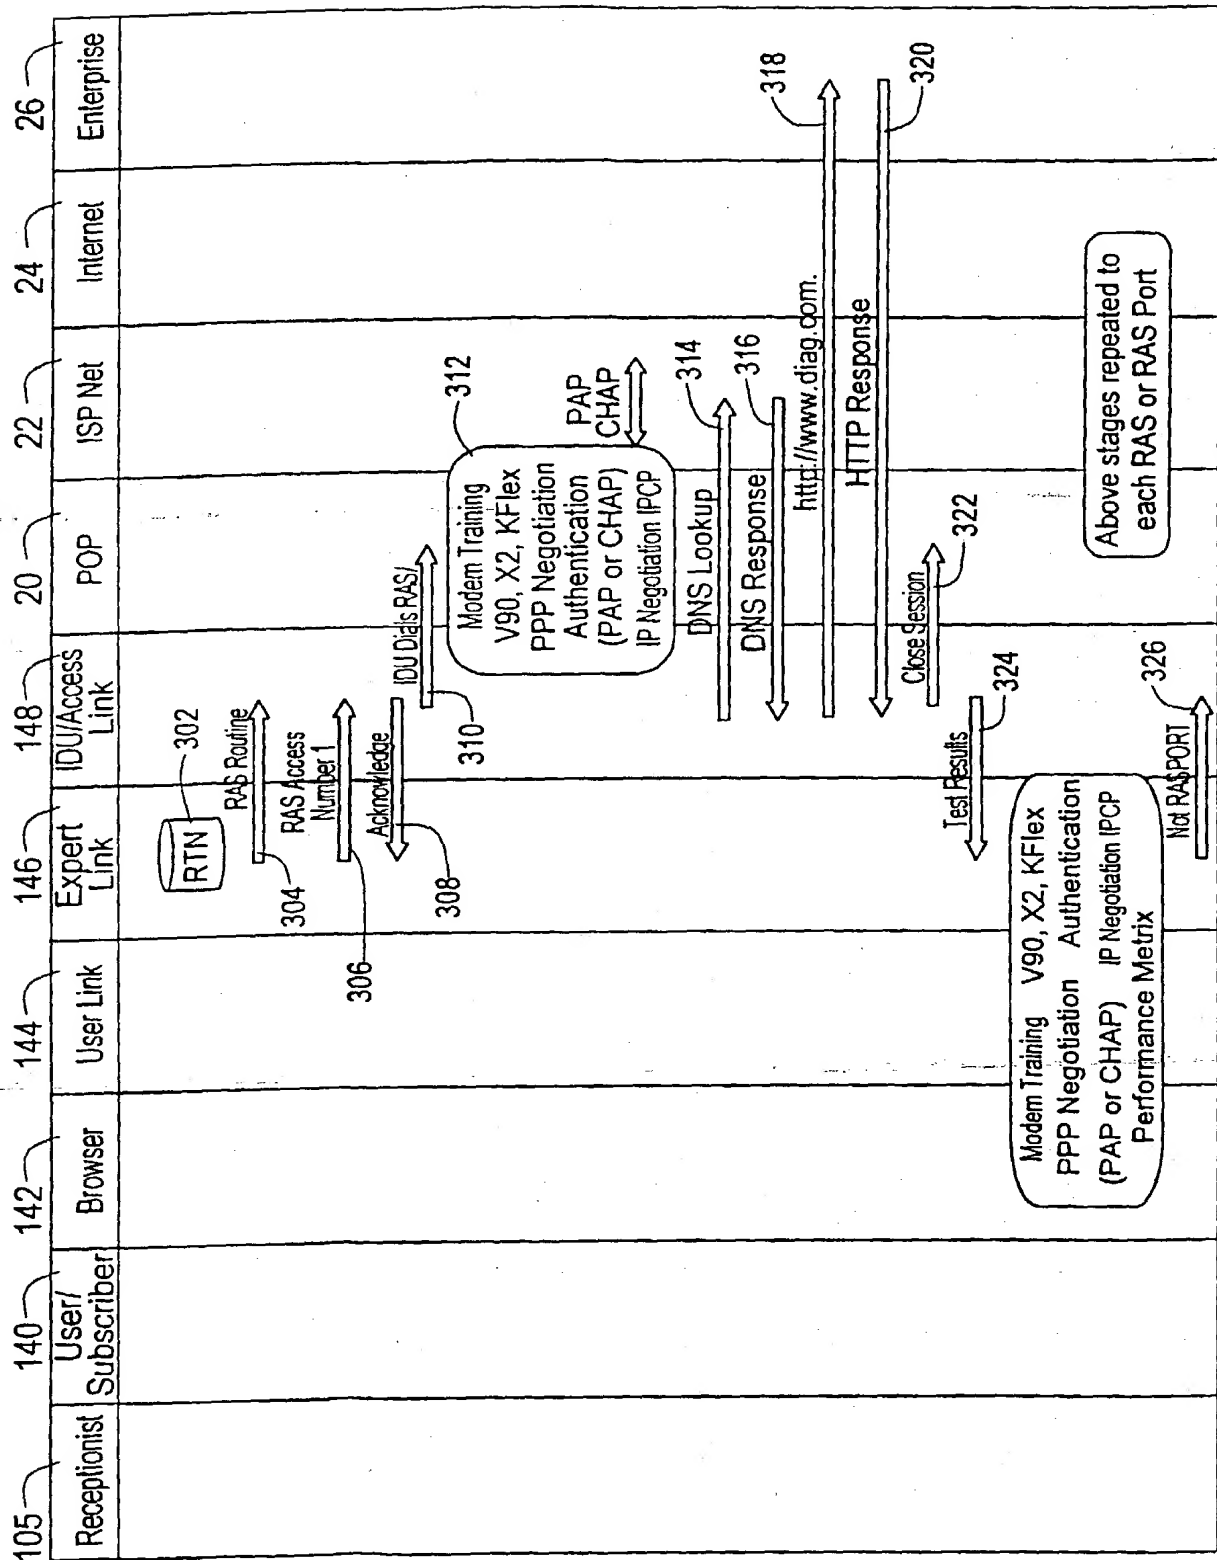 105
140
142
144
146
148
20
22
24
26
Receptionist
User/
Subscriber
Browser
User Link
Expert
Link
IDU/Access
Link
POP
ISP Net
Internet
Enterprise
RTN
302
RAS Routine
304
RAS Access
Number 1
306
Acknowledge
308
IDU Dials RAS/
310
312
Modem Training
V90, X2, KFlex
PPP Negotiation
Authentication
(PAP or CHAP)
IP Negotiation IPCP
PAP
CHAP
DNS Lookup
314
DNS Response
316
http://www.diag.com.
318
HTTP Response
320
Close Session
322
Test Results
324
Modem Training V90, X2, KFlex
PPP Negotiation Authentication
(PAP or CHAP) IP Negotiation IPCP
Performance Metrix
Above stages repeated to
each RAS or RAS Port
Not RASPORT
326